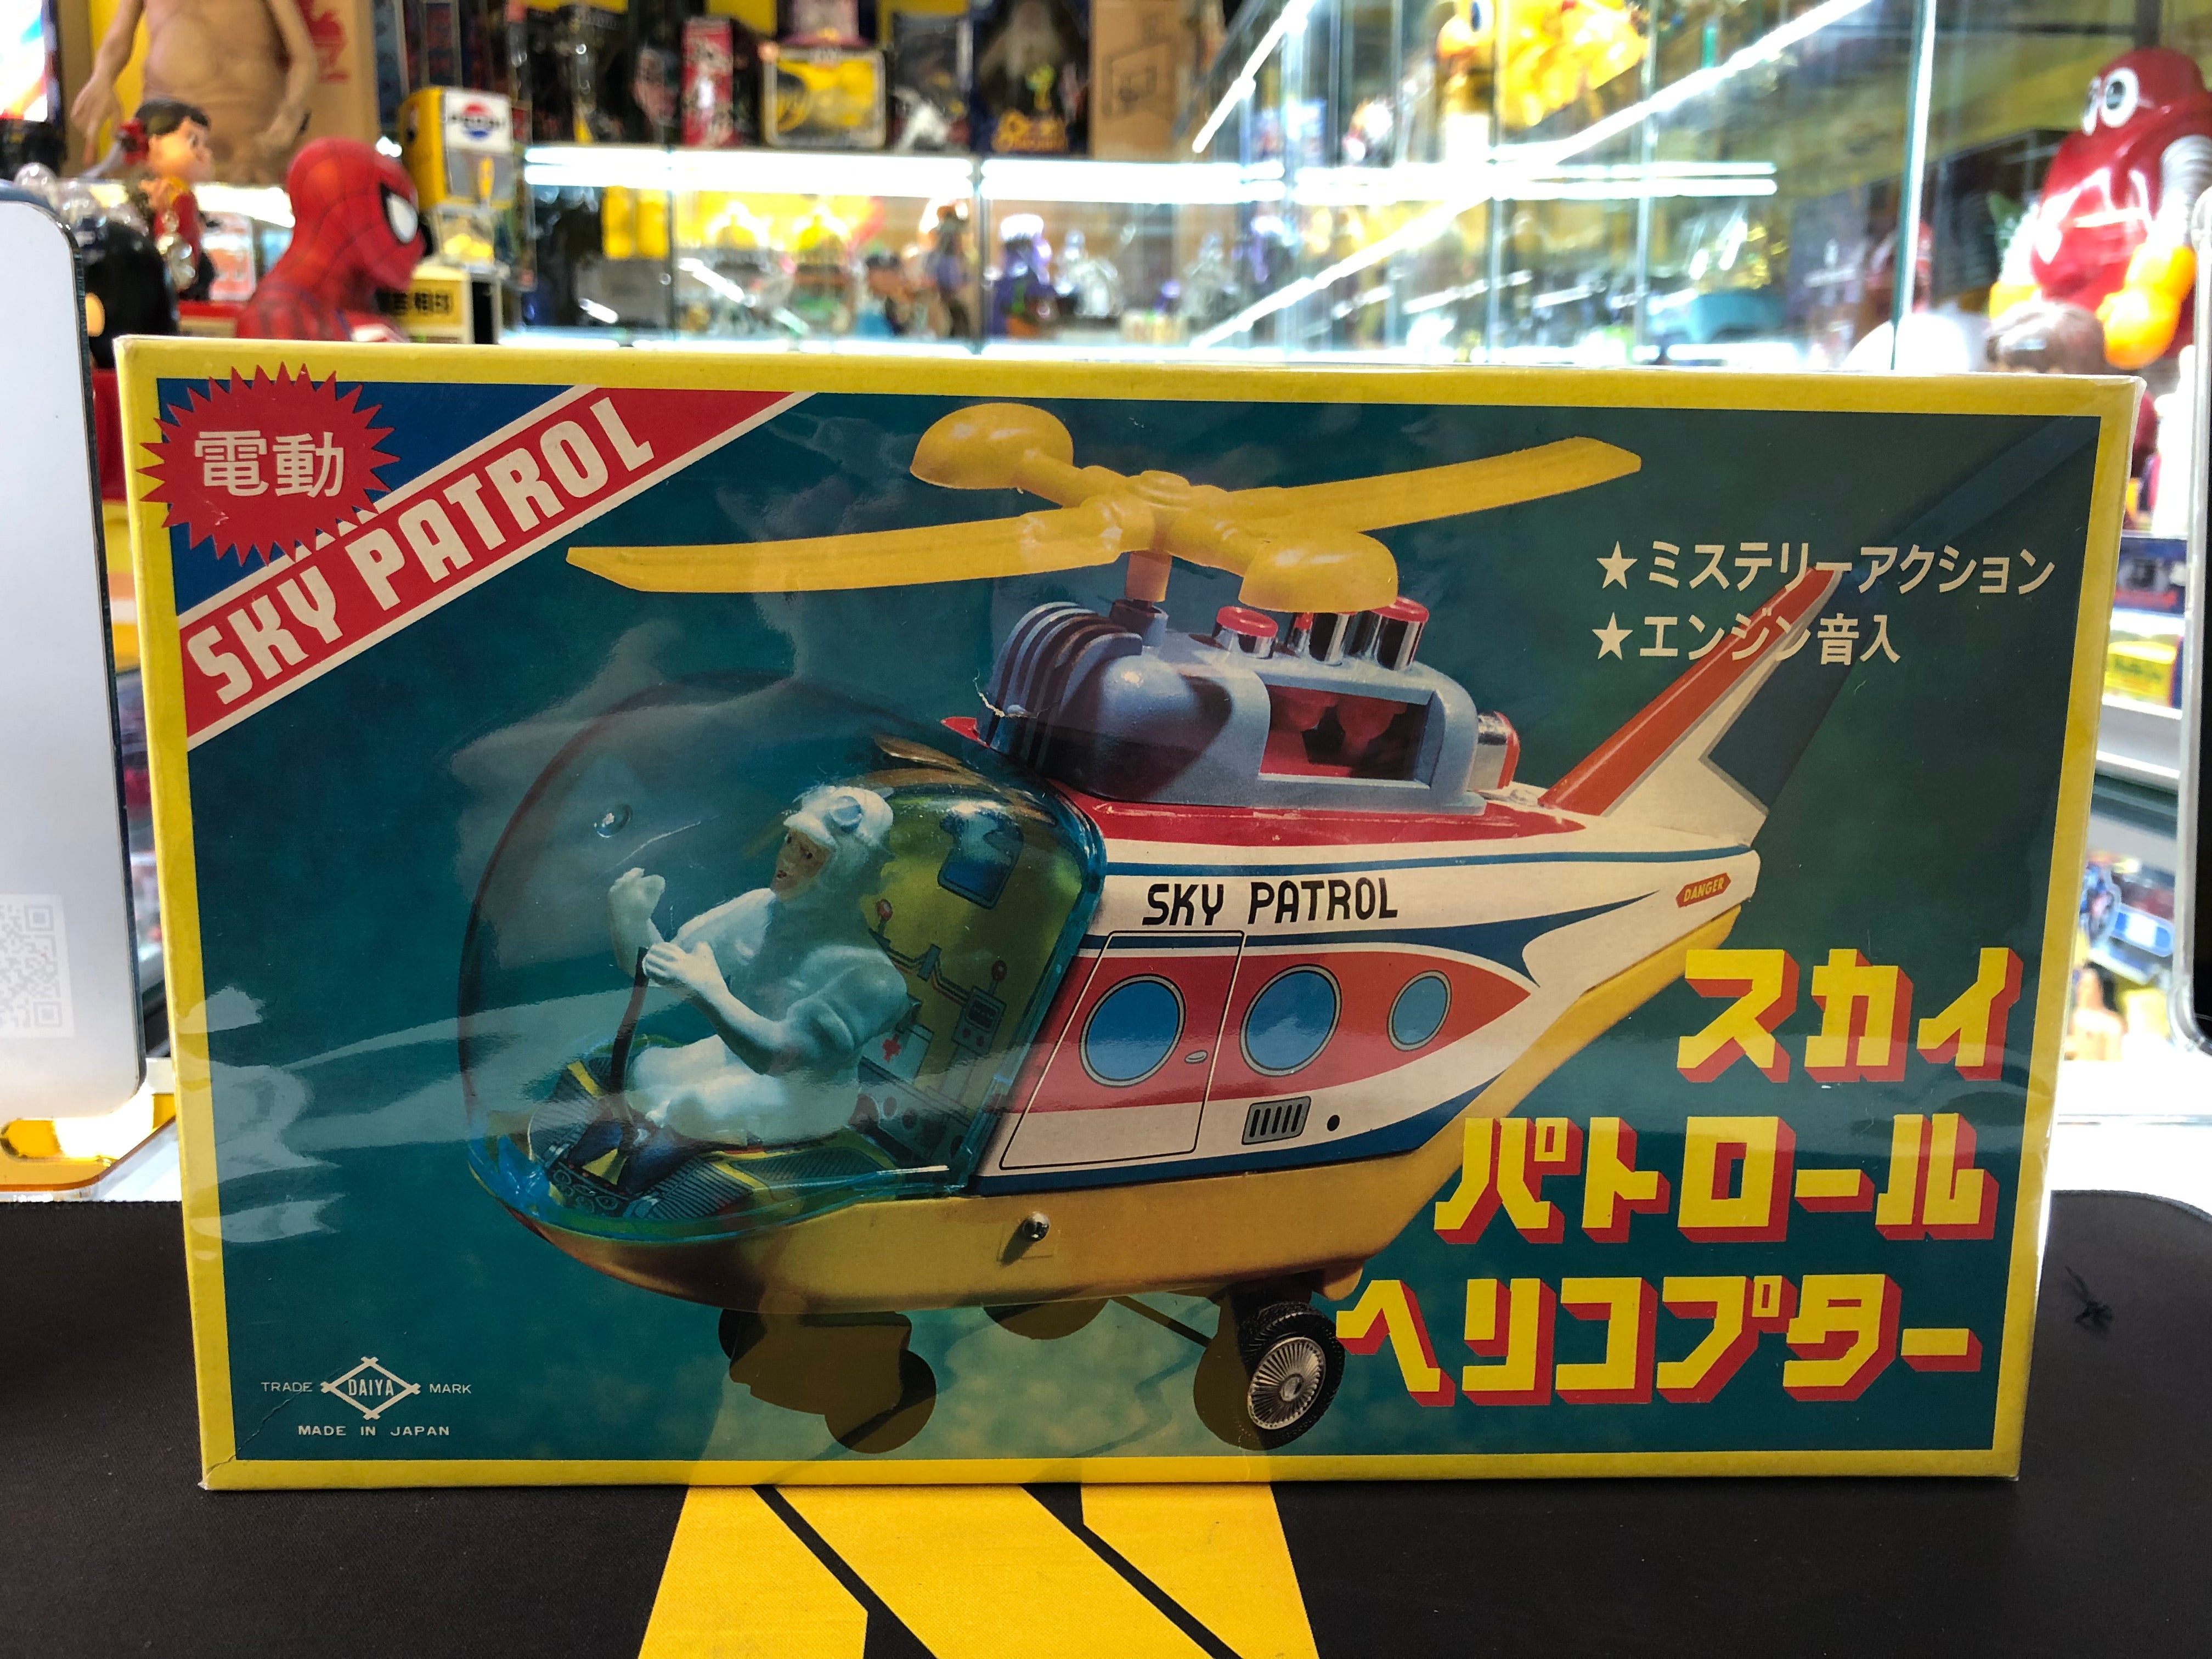 電動
SKY PATROL
★ミステリーアクション
★エンジン音入
SKY PATROL
DANGER
スカイ
パトロール
ヘリコプター
TRADE DAIYA MARK
MADE IN JAPAN